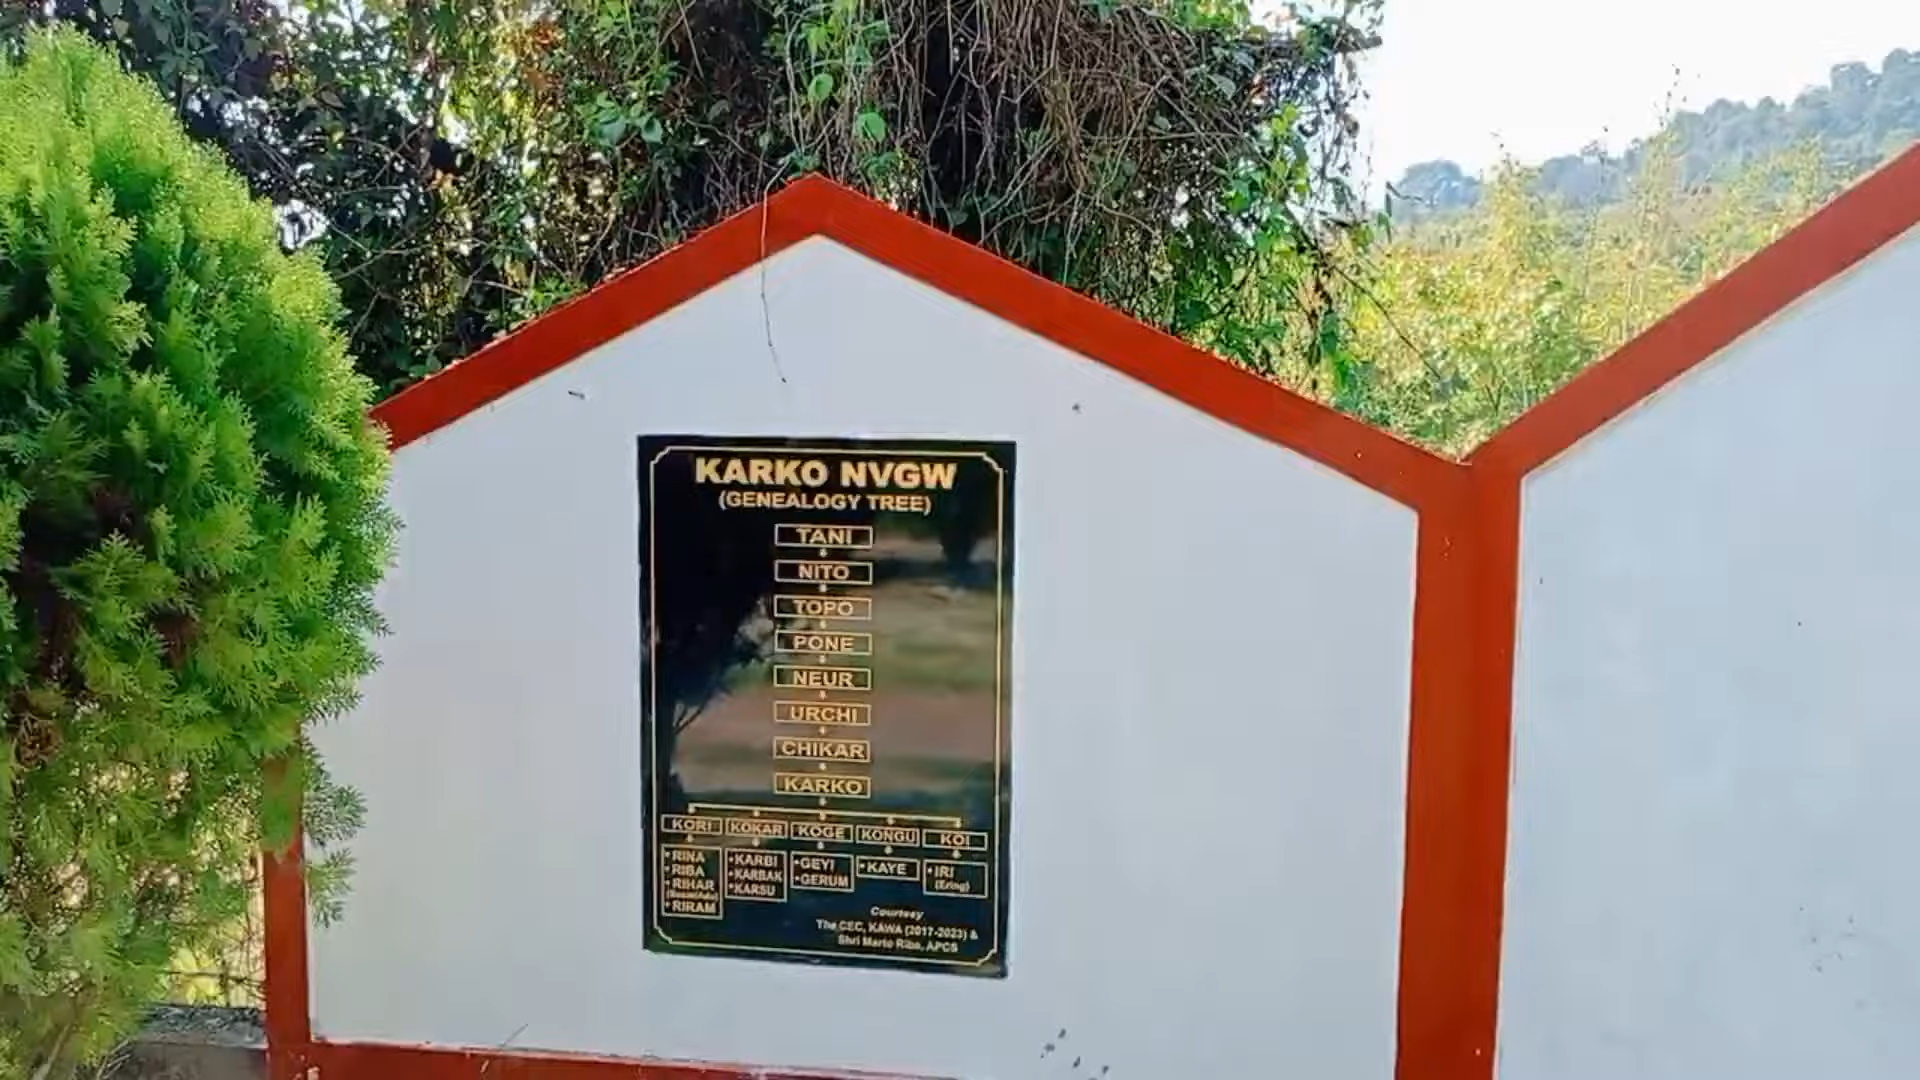 KARKO NVGW
(GENEALOGY TREE)
TANI
NITO
TOPO
PONE
NEUR
URCHI
CHIKAR
KARKO
KORI KOKAR KOGE KONGU KOI
•RINA
•RIBA
•RIHAR
•RIRAM
•KARBI
•KARBAK
•KARSU
•GEYI
•GERUM
•KAYE
•IRI
(Ering)
Courtesy
The CEC, KAWA (2017-2023) &
Shri Marto Riba, APCS